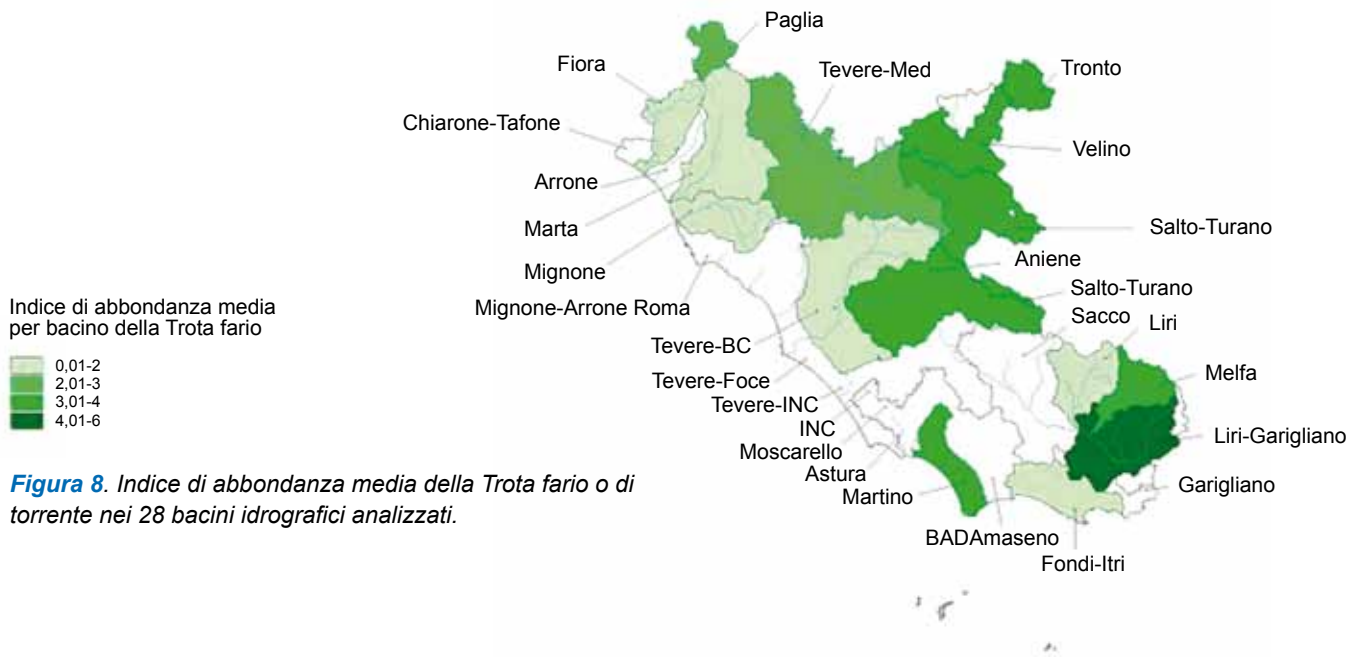 Paglia
Fiora
Tevere-Med
Tronto
Chiarone-Tafone
Velino
Arrone
Marta
Salto-Turano
Mignone
Aniene
Mignone-Arrone Roma
Salto-Turano
Sacco
Liri
Indice di abbondanza media
per bacino della Trota fario
0,01-2
2,01-3
3,01-4
4,01-6
Tevere-BC
Tevere-Foce
Melfa
Tevere-INC
INC
Liri-Garigliano
Moscarello
Astura
Garigliano
Martino
BADAmaseno
Fondi-Itri
Figura 8. Indice di abbondanza media della Trota fario o di
torrente nei 28 bacini idrografici analizzati.